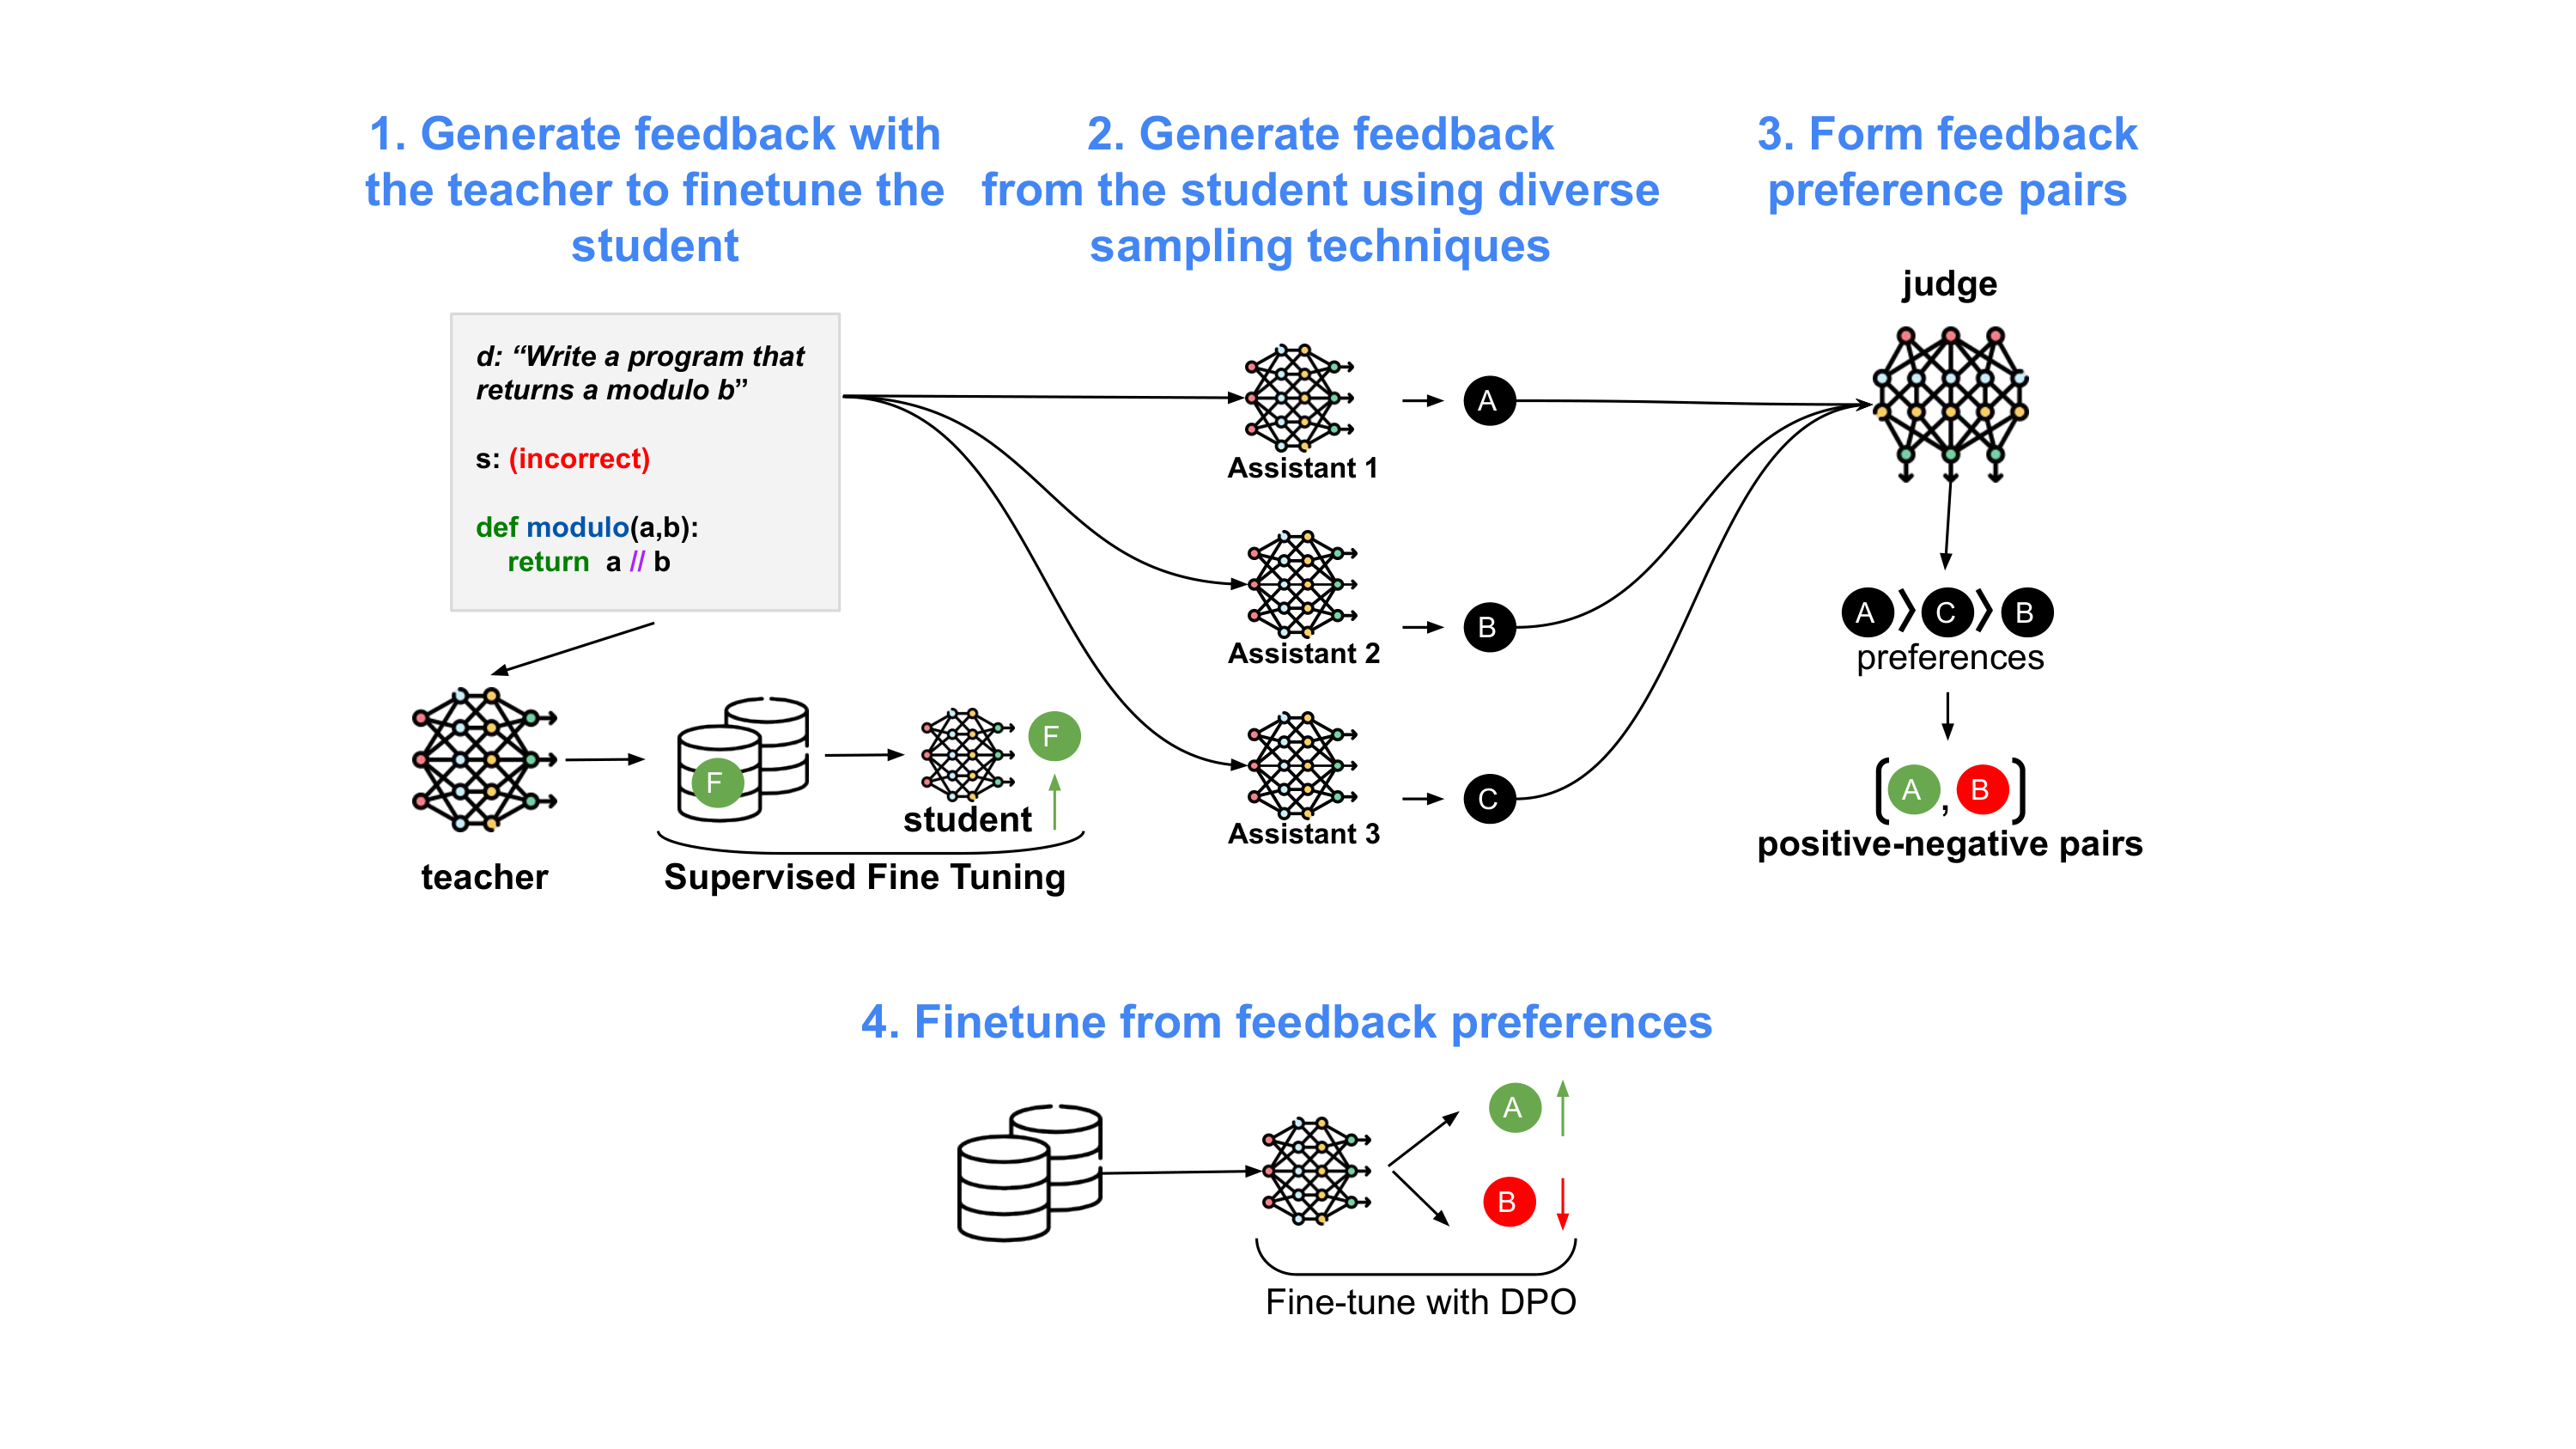 1. Generate feedback with
the teacher to finetune the
student
d: “Write a program that
returns a modulo b”
s: (incorrect)
def modulo(a,b):
return a // b
teacher
F
student
F
Supervised Fine Tuning
2. Generate feedback
from the student using diverse
sampling techniques
Assistant 1
A
Assistant 2
B
Assistant 3
C
3. Form feedback
preference pairs
judge
A C B
preferences
A , B
positive-negative pairs
4. Finetune from feedback preferences
A
B
Fine-tune with DPO